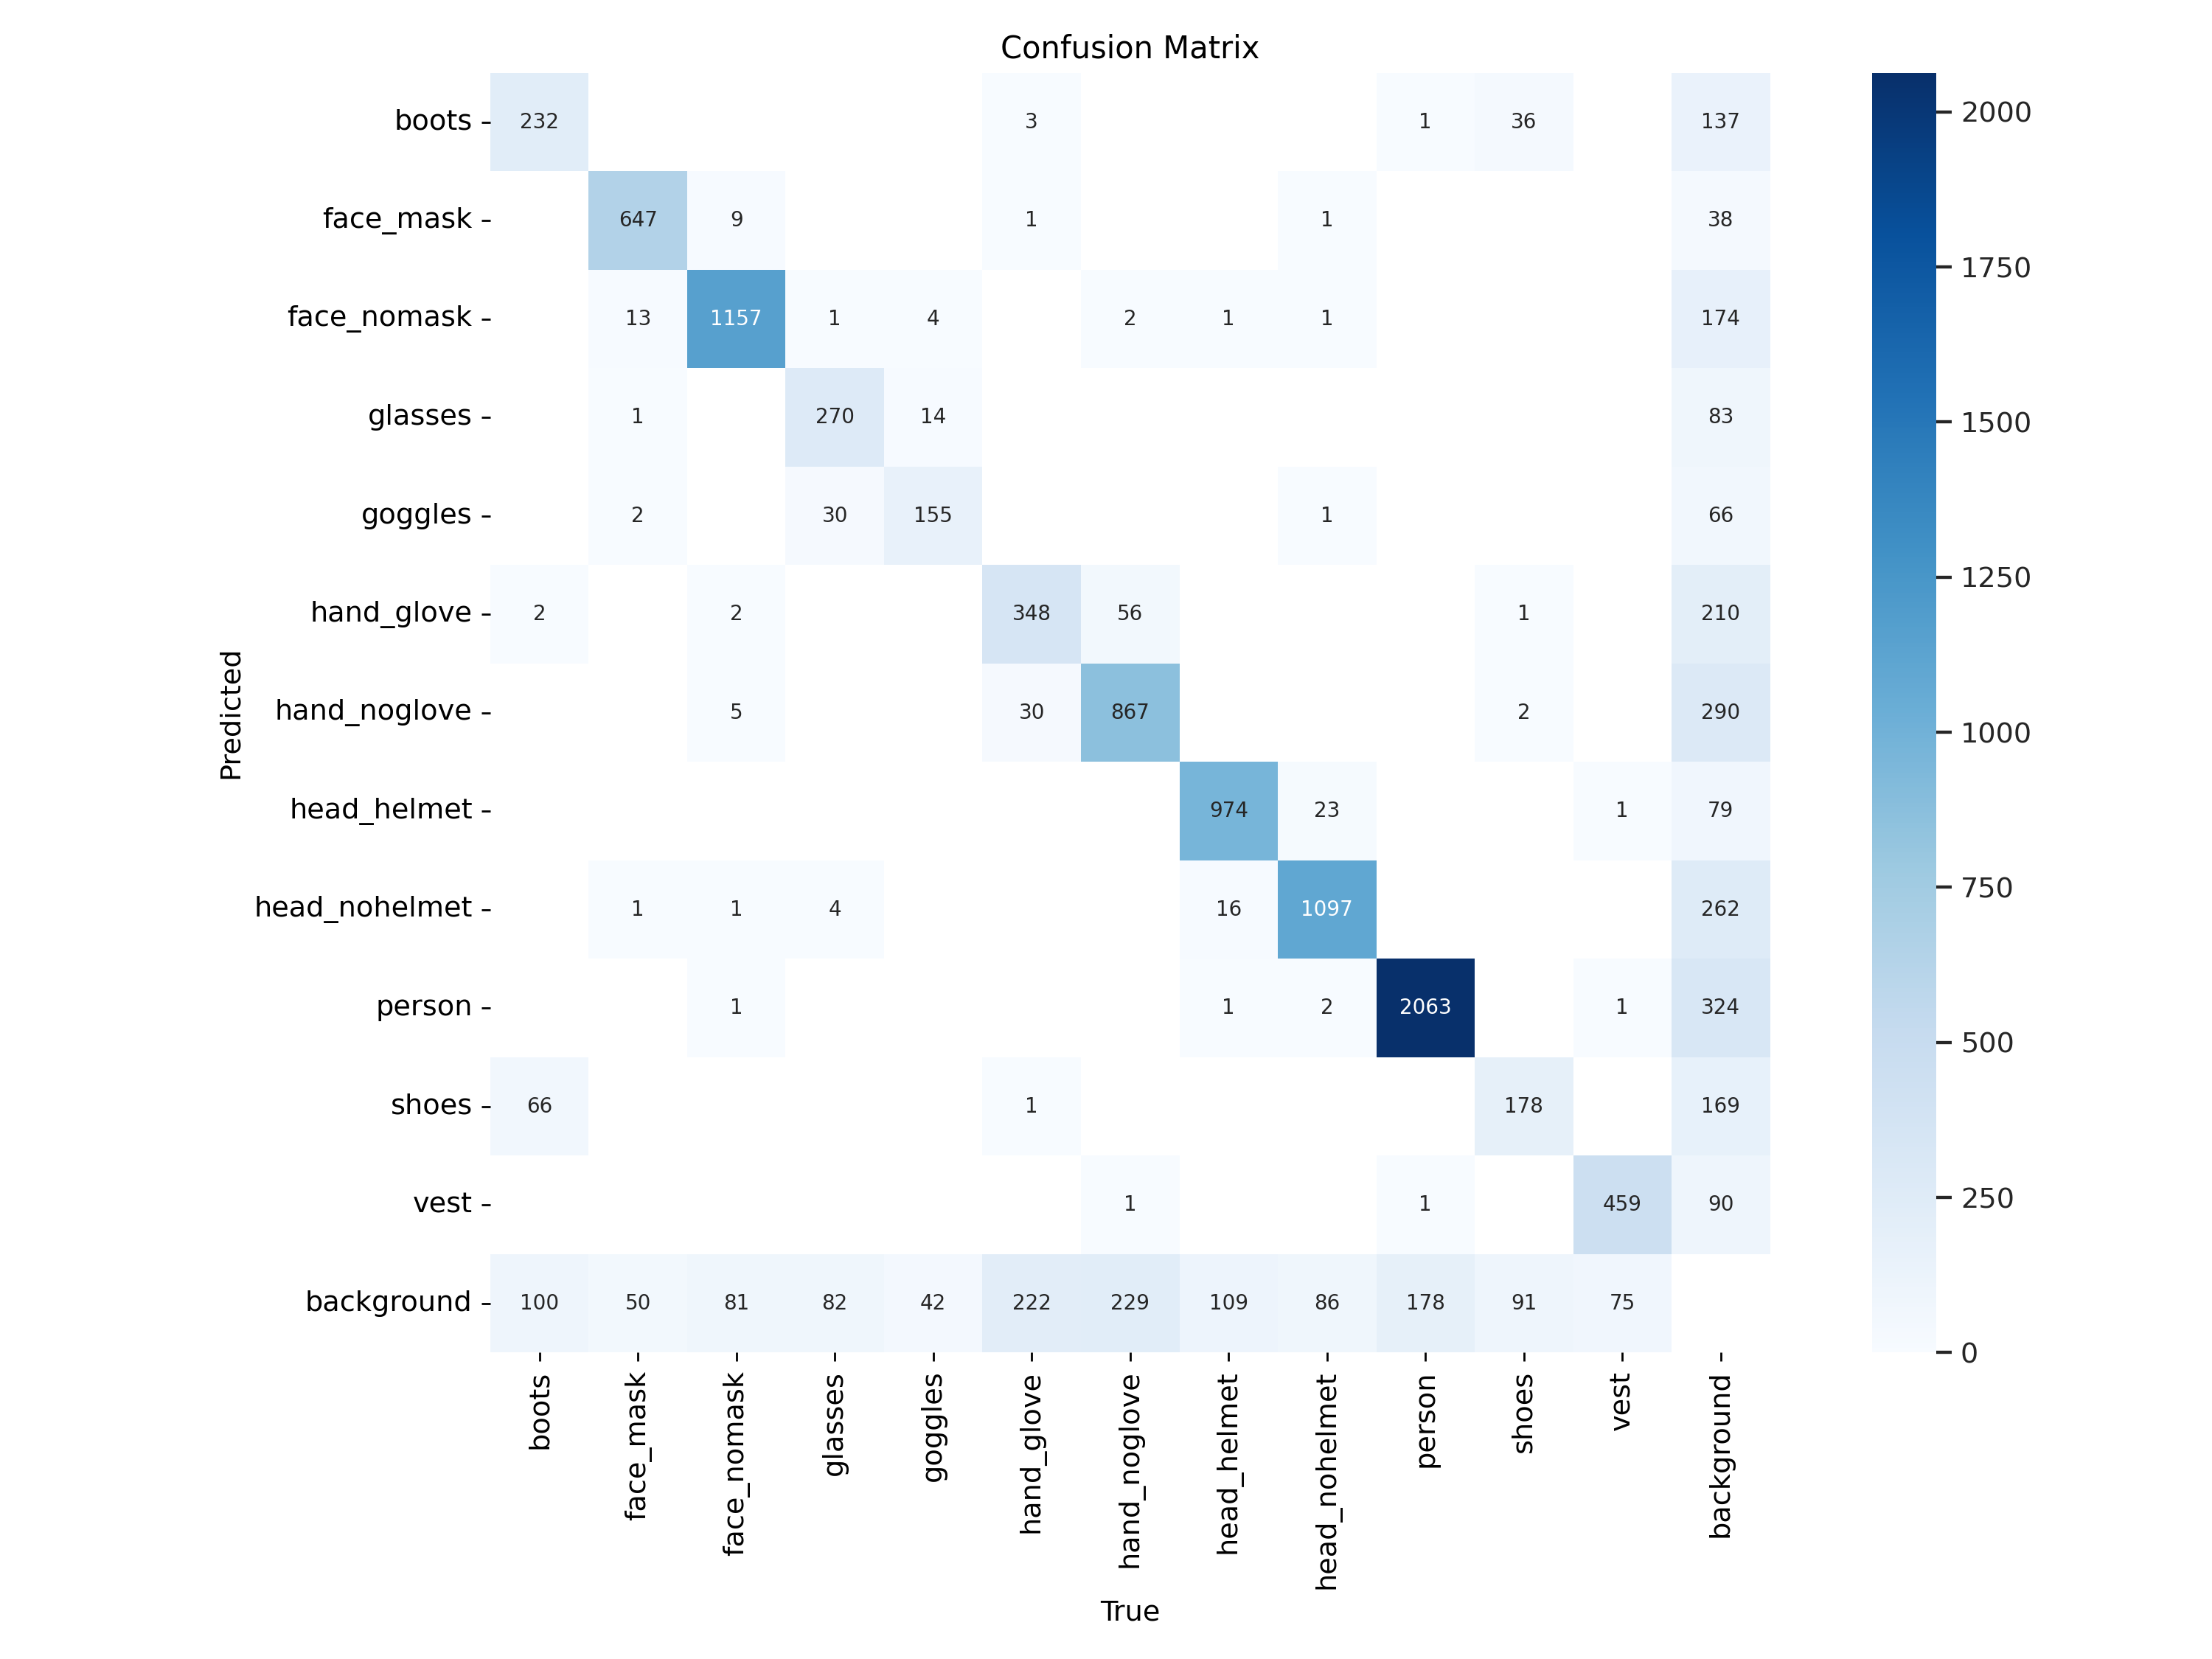 Confusion Matrix
boots 232 3 1 36 137
face_mask 647 9 1 1 38
face_nomask 13 1157 1 4 2 1 1 174
glasses 1 270 14 83
goggles 2 30 155 1 66
hand_glove 2 2 348 56 1 210
hand_noglove 5 30 867 2 290
head_helmet 974 23 1 79
head_nohelmet 1 1 4 16 1097 262
person 1 1 2 2063 1 324
shoes 66 1 178 169
vest 1 1 459 90
background 100 50 81 82 42 222 229 109 86 178 91 75
Predicted
boots face_mask face_nomask glasses goggles hand_glove hand_noglove head_helmet head_nohelmet person shoes vest background
True
2000
1750
1500
1250
1000
750
500
250
0